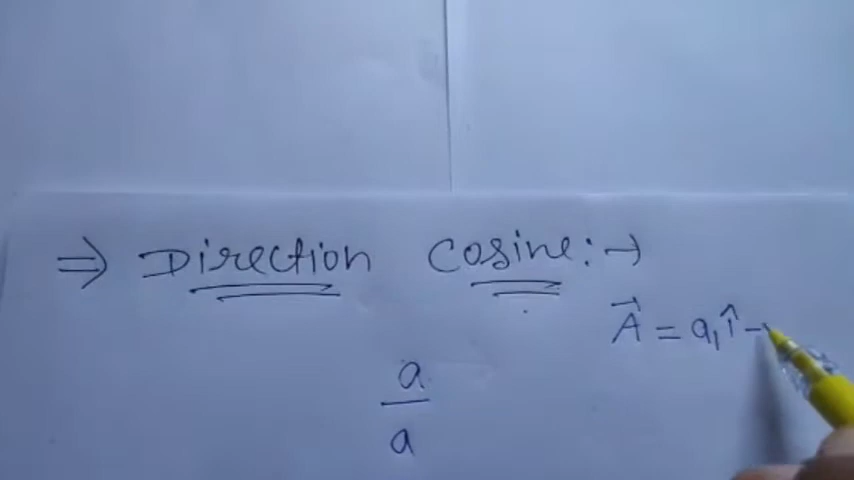 ⇒ Direction Cosine:→
A⃗ = a₁î -
a
a